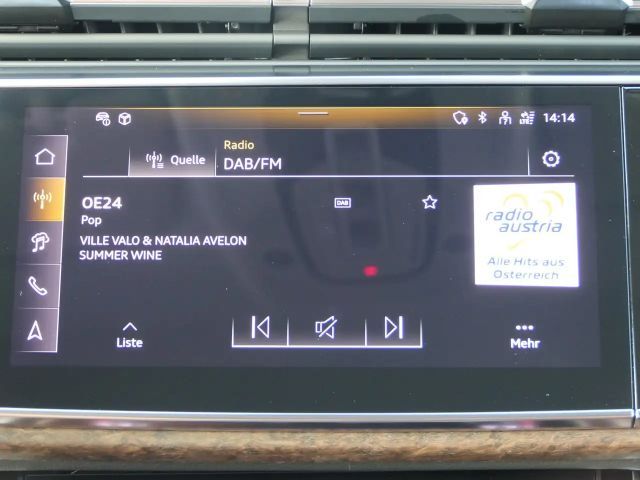 LTE
14:14
Radio
Quelle
DAB/FM
OE24
DAB
Pop
VILLE VALO & NATALIA AVELON
SUMMER WINE
radio
austria
Alle Hits aus
Österreich
Liste
Mehr